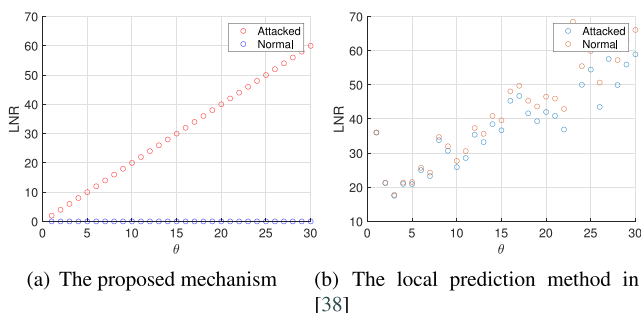 70
60
50
40
30
20
10
0
LNR
0 5 10 15 20 25 30
θ
Attacked
Normal
70
60
50
40
30
20
10
LNR
0 5 10 15 20 25 30
θ
Attacked
Normal
(a) The proposed mechanism
(b) The local prediction method in
[38]